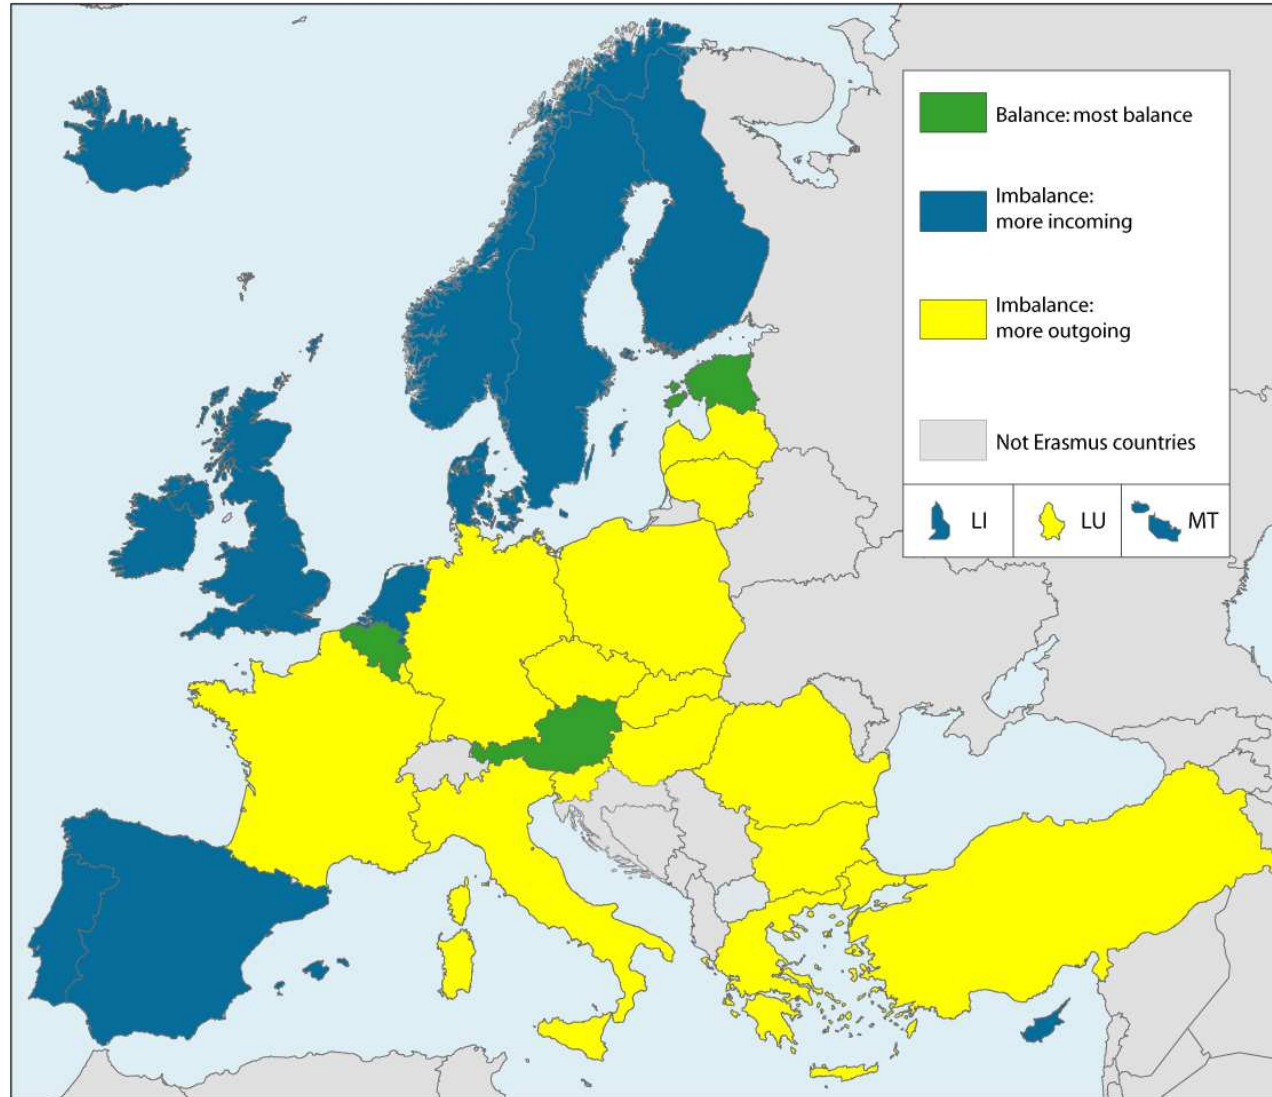 Balance: most balance
Imbalance:
more incoming
Imbalance:
more outgoing
Not Erasmus countries
LI
LU
MT